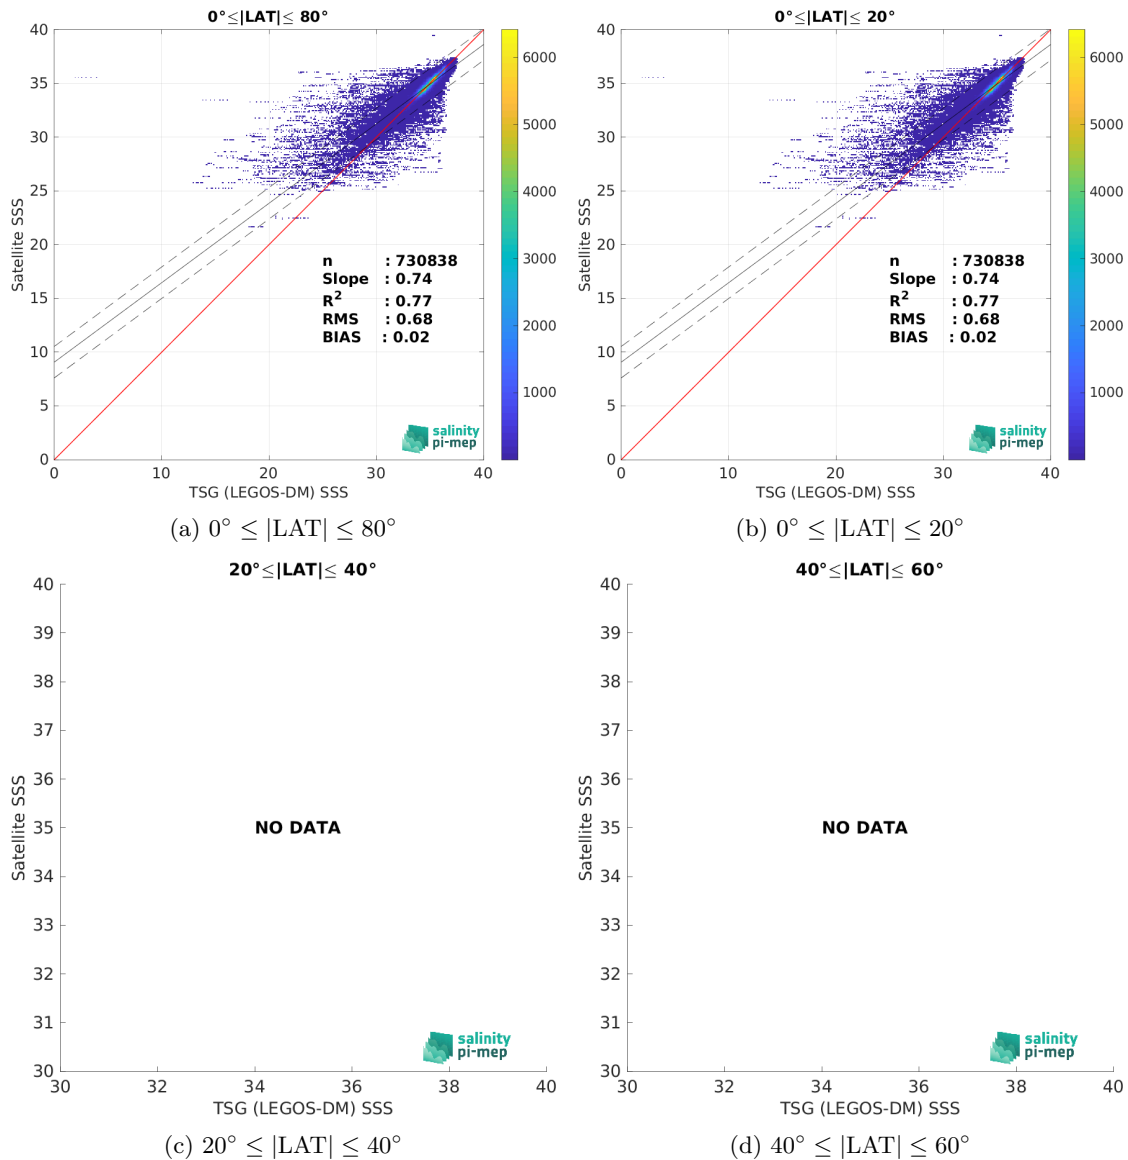 0°≤|LAT|≤ 80°
40
35
30
25
20
15
10
5
0
0
10
20
30
40
Satellite SSS
TSG (LEGOS-DM) SSS
n : 730838
Slope : 0.74
R² : 0.77
RMS : 0.68
BIAS : 0.02
salinity
pi-mep
6000
5000
4000
3000
2000
1000
(a) 0° ≤ |LAT| ≤ 80°
0°≤|LAT|≤ 20°
40
35
30
25
20
15
10
5
0
0
10
20
30
40
Satellite SSS
TSG (LEGOS-DM) SSS
n : 730838
Slope : 0.74
R² : 0.77
RMS : 0.68
BIAS : 0.02
salinity
pi-mep
6000
5000
4000
3000
2000
1000
(b) 0° ≤ |LAT| ≤ 20°
20°≤|LAT|≤ 40°
40
39
38
37
36
35
34
33
32
31
30
30
32
34
36
38
40
Satellite SSS
NO DATA
salinity
pi-mep
TSG (LEGOS-DM) SSS
(c) 20° ≤ |LAT| ≤ 40°
40°≤|LAT|≤ 60°
40
39
38
37
36
35
34
33
32
31
30
30
32
34
36
38
40
Satellite SSS
NO DATA
salinity
pi-mep
TSG (LEGOS-DM) SSS
(d) 40° ≤ |LAT| ≤ 60°